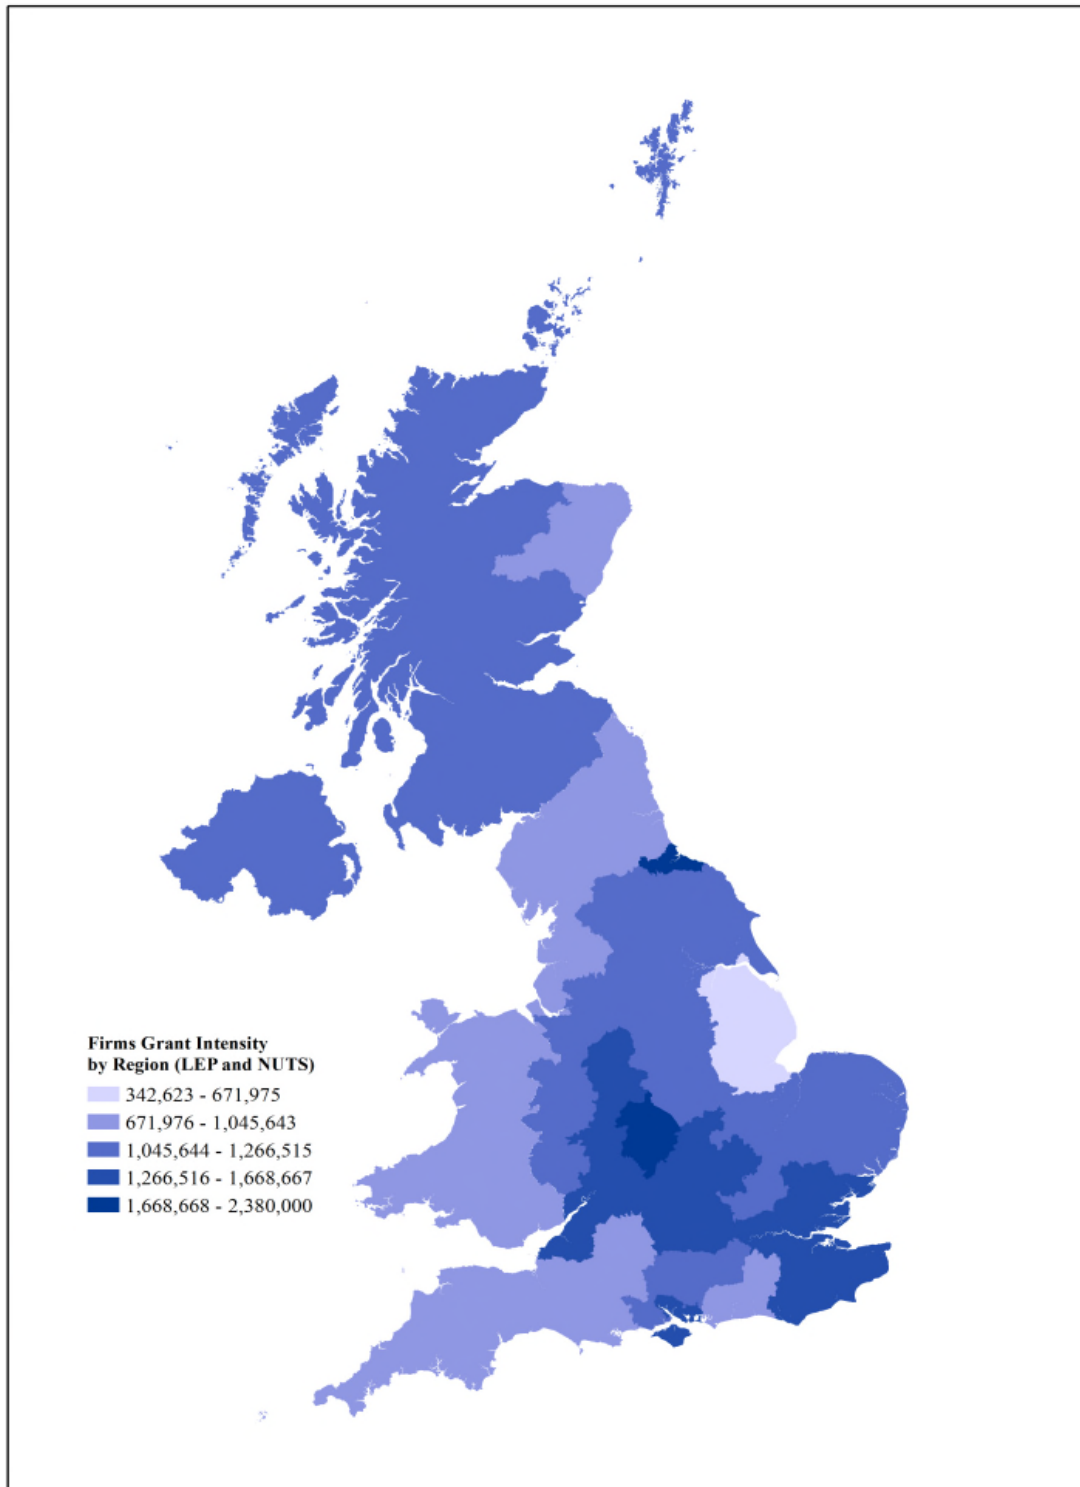 Firms Grant Intensity
by Region (LEP and NUTS)
342,623 - 671,975
671,976 - 1,045,643
1,045,644 - 1,266,515
1,266,516 - 1,668,667
1,668,668 - 2,380,000